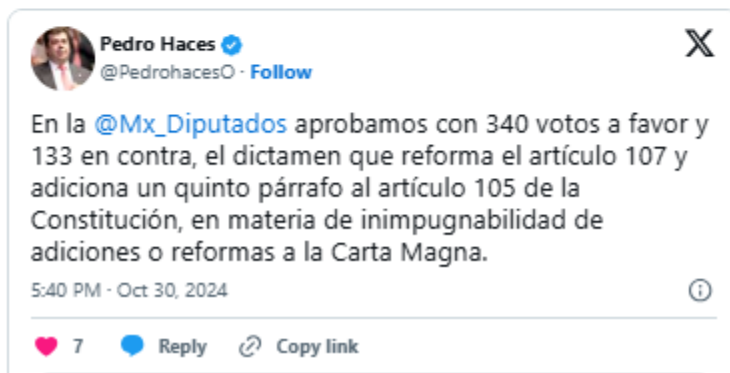 Pedro Haces
@PedrohacesO · Follow
En la @Mx_Diputados aprobamos con 340 votos a favor y
133 en contra, el dictamen que reforma el artículo 107 y
adiciona un quinto párrafo al artículo 105 de la
Constitución, en materia de inimpugnabilidad de
adiciones o reformas a la Carta Magna.
5:40 PM · Oct 30, 2024
7 Reply Copy link